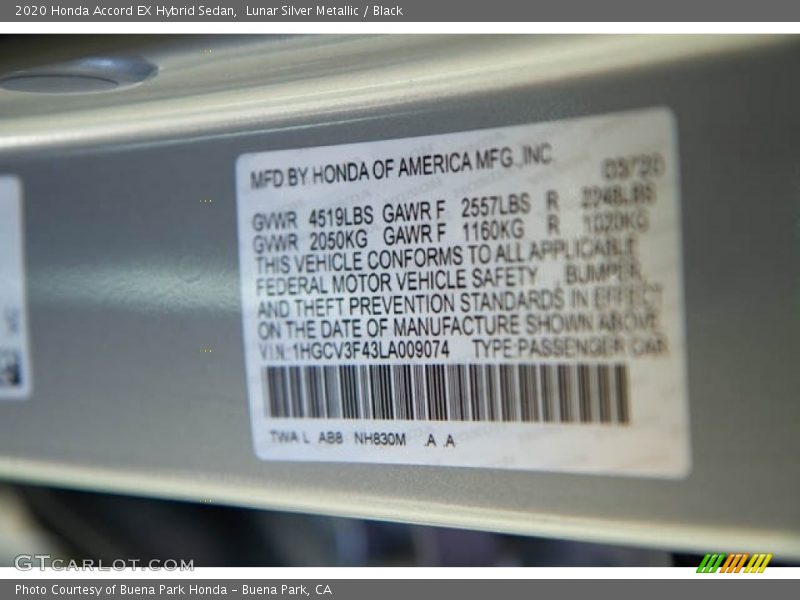 2020 Honda Accord EX Hybrid Sedan,  Lunar Silver Metallic / Black
MFD.BY HONDA OF AMERICA MFG.,INC 03/20
GVWR 4519LBS GAWR F 2557LBS R 2248LBS
GVWR 2050KG GAWR F 1160KG R 1020KG
THIS VEHICLE CONFORMS TO ALL APPLICABLE
FEDERAL MOTOR VEHICLE SAFETY , BUMPER,
AND THEFT PREVENTION STANDARDS IN EFFECT
ON THE DATE OF MANUFACTURE SHOWN ABOVE.
V.I.N:1HGCV3F43LA009074 TYPE:PASSENGER CAR
TWA L AB8 NH830M .A .A
GTCARLOT.COM
Photo Courtesy of Buena Park Honda - Buena Park, CA